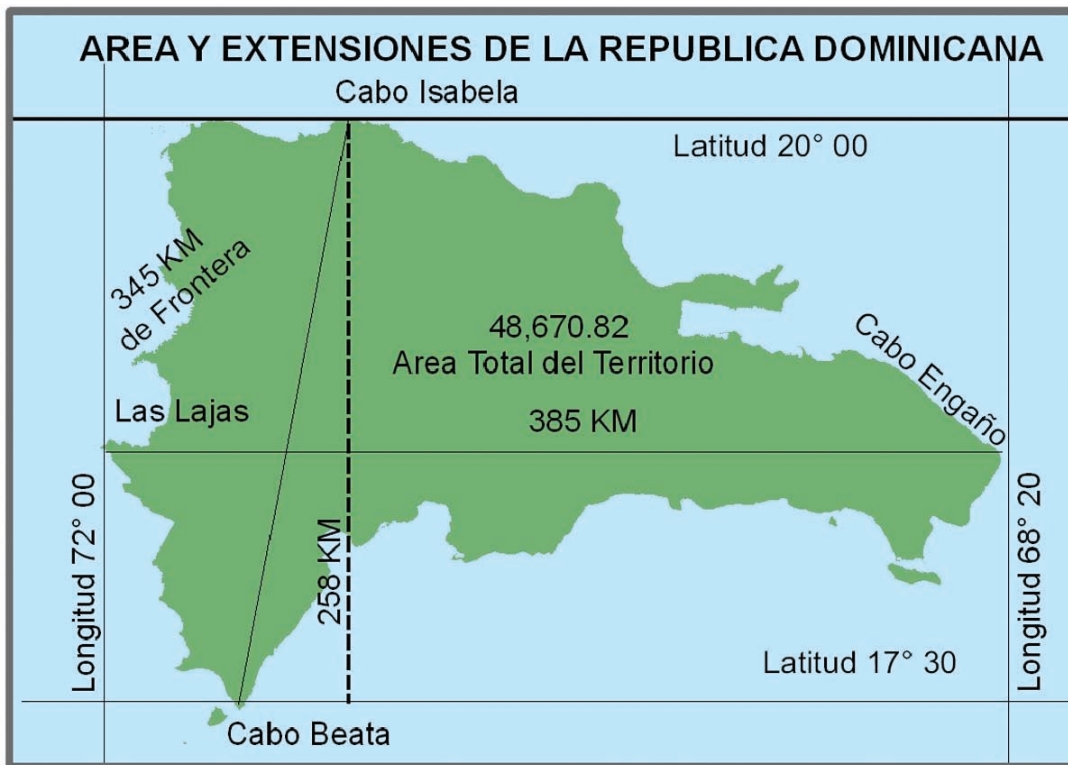 AREA Y EXTENSIONES DE LA REPUBLICA DOMINICANA
Cabo Isabela
Latitud 20° 00
345 KM
de Frontera
48,670.82
Area Total del Territorio
Cabo Engaño
Las Lajas
385 KM
Longitud 72° 00
258 KM
Longitud 68° 20
Latitud 17° 30
Cabo Beata